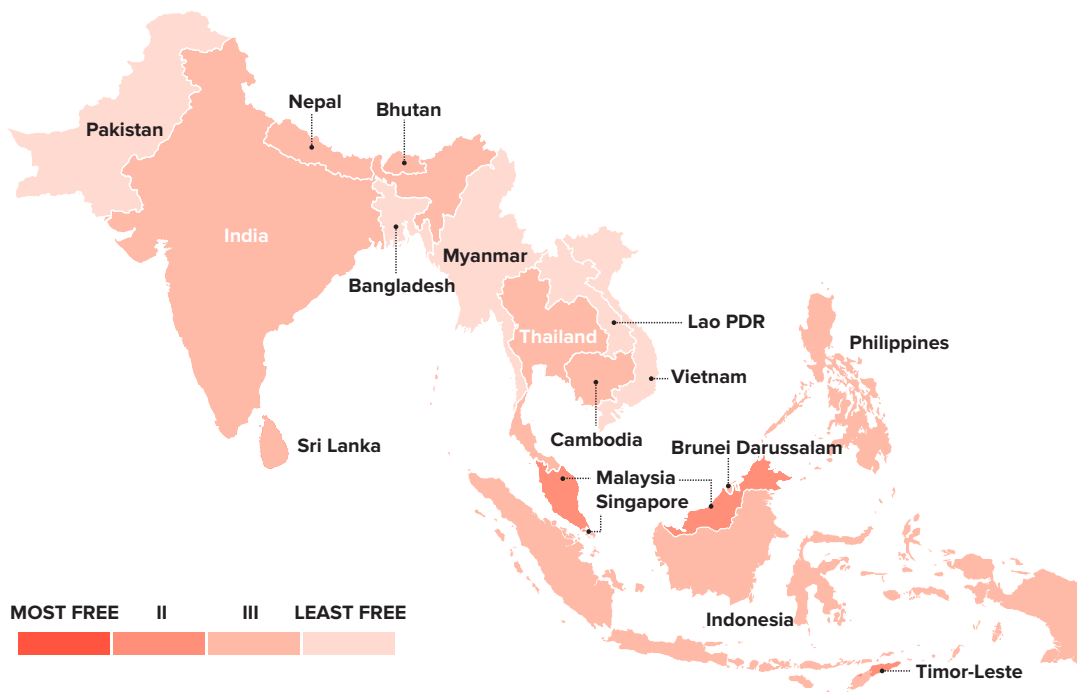 Nepal
Bhutan
Pakistan
India
Myanmar
Bangladesh
Lao PDR
Thailand
Philippines
Vietnam
Cambodia
Sri Lanka
Brunei Darussalam
Malaysia
Singapore
MOST FREE II III LEAST FREE
Indonesia
Timor-Leste